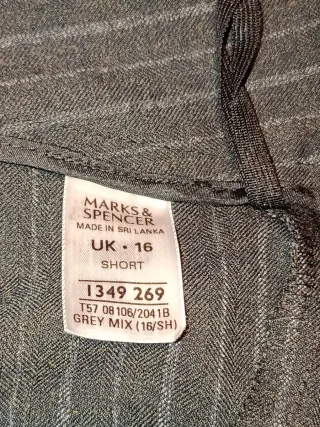 MARKS &
SPENCER
MADE IN SRI LANKA
UK • 16
SHORT
1349 269
T57 08106/2041B
GREY MIX (16/SH)